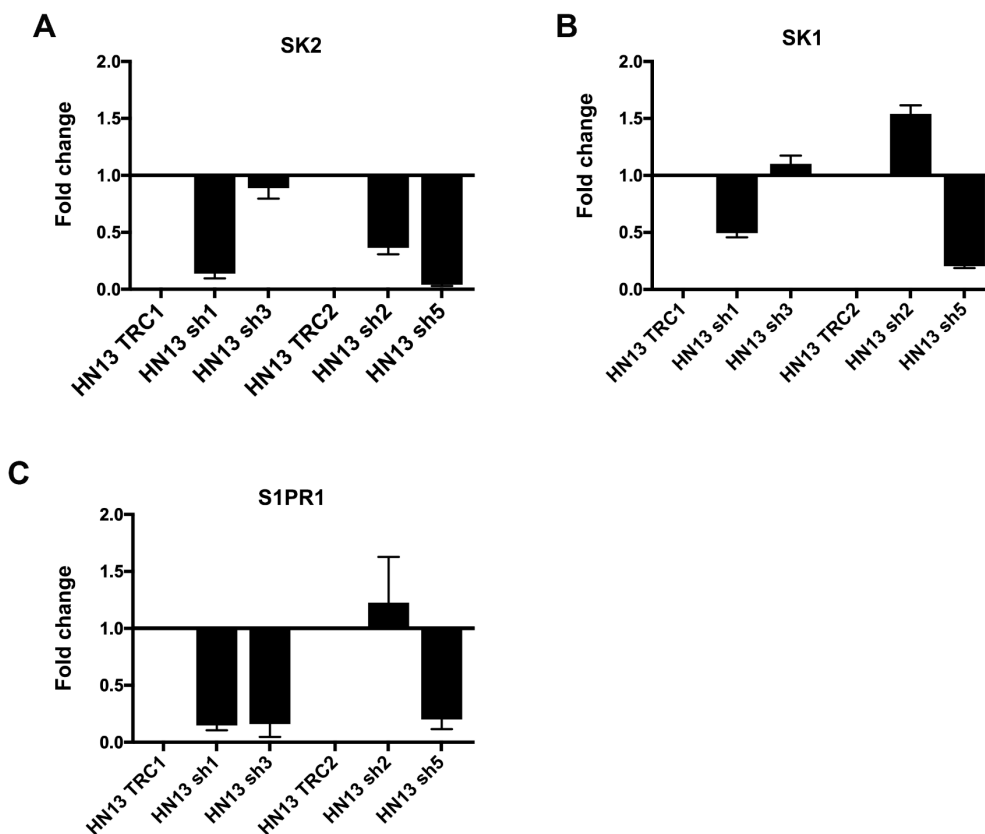 A
SK2
Fold change
2.0
1.5
1.0
0.5
0.0
HN13 TRC1
HN13 sh1
HN13 sh3
HN13 TRC2
HN13 sh2
HN13 sh5
B
SK1
Fold change
2.0
1.5
1.0
0.5
0.0
HN13 TRC1
HN13 sh1
HN13 sh3
HN13 TRC2
HN13 sh2
HN13 sh5
C
S1PR1
Fold change
2.0
1.5
1.0
0.5
0.0
HN13 TRC1
HN13 sh1
HN13 sh3
HN13 TRC2
HN13 sh2
HN13 sh5